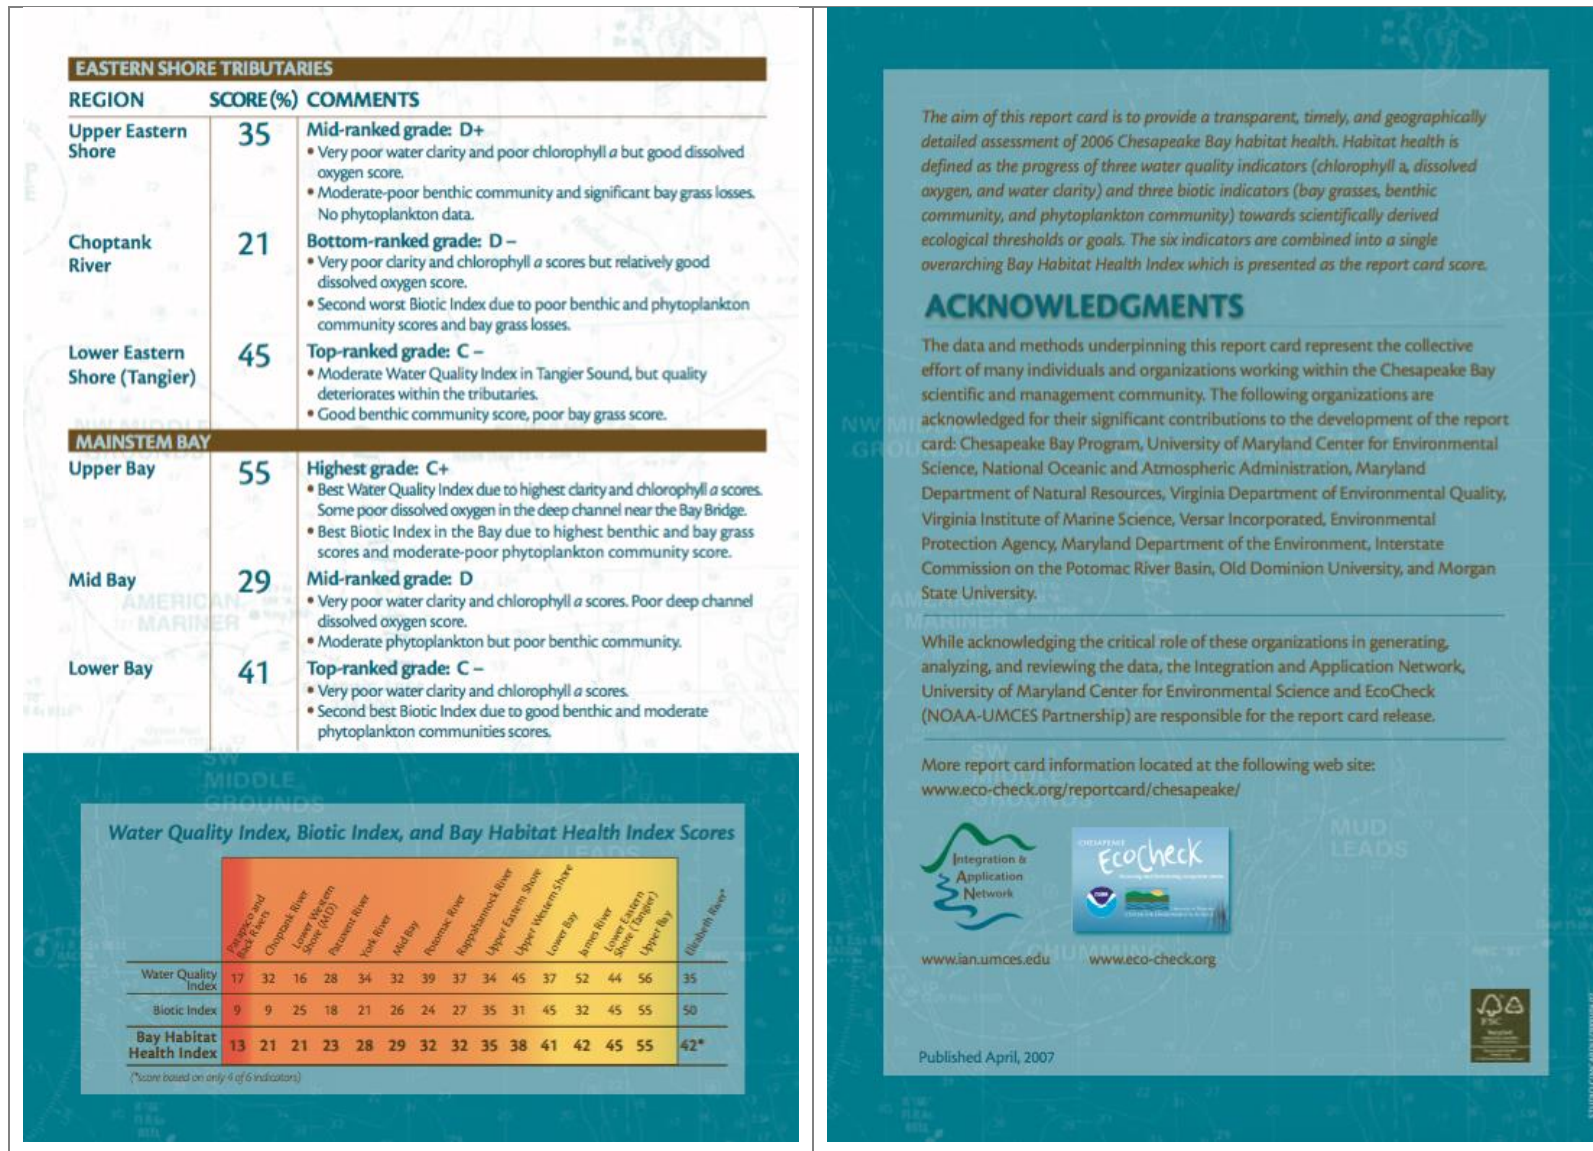 EASTERN SHORE TRIBUTARIES
REGION SCORE (%) COMMENTS
Upper Eastern Shore 35 Mid-ranked grade: D+
• Very poor water clarity and poor chlorophyll a but good dissolved
oxygen score.
• Moderate-poor benthic community and significant bay grass losses.
No phytoplankton data.
Choptank River 21 Bottom-ranked grade: D –
• Very poor clarity and chlorophyll a scores but relatively good
dissolved oxygen score.
• Second worst Biotic Index due to poor benthic and phytoplankton
community scores and bay grass losses.
Lower Eastern Shore (Tangier) 45 Top-ranked grade: C –
• Moderate Water Quality Index in Tangier Sound, but quality
deteriorates within the tributaries.
• Good benthic community score, poor bay grass score.
MAINSTEM BAY
Upper Bay 55 Highest grade: C+
• Best Water Quality Index due to highest clarity and chlorophyll a scores.
Some poor dissolved oxygen in the deep channel near the Bay Bridge.
• Best Biotic Index in the Bay due to highest benthic and bay grass
scores and moderate-poor phytoplankton community score.
Mid Bay 29 Mid-ranked grade: D
• Very poor water clarity and chlorophyll a scores. Poor deep channel
dissolved oxygen score.
• Moderate phytoplankton but poor benthic community.
Lower Bay 41 Top-ranked grade: C –
• Very poor water clarity and chlorophyll a scores.
• Second best Biotic Index due to good benthic and moderate
phytoplankton communities scores.
AMERICAN
MARINER
SW
MIDDLE
GROUNDS
Water Quality Index, Biotic Index, and Bay Habitat Health Index Scores
Patapsco and Back Rivers Choptank River Lower Western Shore (MD) Patuxent River York River Mid Bay Potomac River Rappahannock River Upper Eastern Shore Upper Western Shore Lower Bay James River Lower Eastern Shore (Tangier) Upper Bay Elizabeth River*
Water Quality Index 17 32 16 28 34 32 39 37 34 45 37 52 44 56 35
Biotic Index 9 9 25 18 21 26 24 27 35 31 45 32 45 55 50
Bay Habitat Health Index 13 21 21 23 28 29 32 32 35 38 41 42 45 55 42*
(*score based on only 4 of 6 indicators)
The aim of this report card is to provide a transparent, timely, and geographically
detailed assessment of 2006 Chesapeake Bay habitat health. Habitat health is
defined as the progress of three water quality indicators (chlorophyll a, dissolved
oxygen, and water clarity) and three biotic indicators (bay grasses, benthic
community, and phytoplankton community) towards scientifically derived
ecological thresholds or goals. The six indicators are combined into a single
overarching Bay Habitat Health Index which is presented as the report card score.
ACKNOWLEDGMENTS
The data and methods underpinning this report card represent the collective
effort of many individuals and organizations working within the Chesapeake Bay
scientific and management community. The following organizations are
acknowledged for their significant contributions to the development of the report
card: Chesapeake Bay Program, University of Maryland Center for Environmental
Science, National Oceanic and Atmospheric Administration, Maryland
Department of Natural Resources, Virginia Department of Environmental Quality,
Virginia Institute of Marine Science, Versar Incorporated, Environmental
Protection Agency, Maryland Department of the Environment, Interstate
Commission on the Potomac River Basin, Old Dominion University, and Morgan
State University.
While acknowledging the critical role of these organizations in generating,
analyzing, and reviewing the data, the Integration and Application Network,
University of Maryland Center for Environmental Science and EcoCheck
(NOAA-UMCES Partnership) are responsible for the report card release.
More report card information located at the following web site:
www.eco-check.org/reportcard/chesapeake/
MUD
LEADS
Integration &
Application
Network
CHESAPEAKE
EcoCheck
CHUMMING
www.ian.umces.edu www.eco-check.org
FSC
Published April, 2007